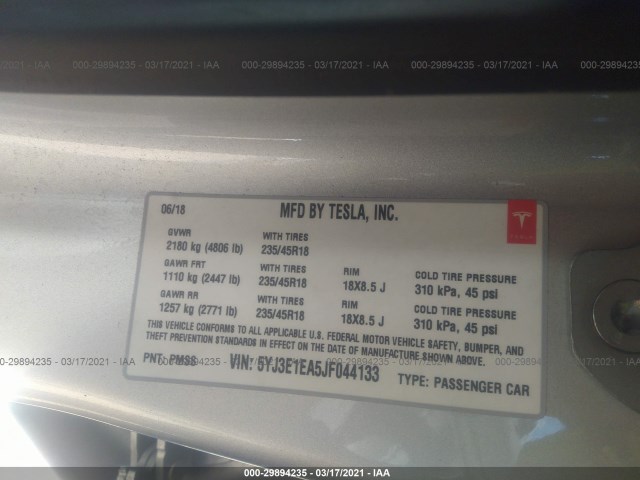 000-29894235 - 03/17/2021 - IAA
06/18 MFD BY TESLA, INC.
TESLA
GVWR WITH TIRES
2180 kg (4806 lb) 235/45R18
GAWR FRT WITH TIRES RIM COLD TIRE PRESSURE
1110 kg (2447 lb) 235/45R18 18X8.5 J 310 kPa, 45 psi
GAWR RR WITH TIRES RIM COLD TIRE PRESSURE
1257 kg (2771 lb) 235/45R18 18X8.5 J 310 kPa, 45 psi
THIS VEHICLE CONFORMS TO ALL APPLICABLE U.S. FEDERAL MOTOR VEHICLE SAFETY, BUMPER, AND
THEFT PREVENTION STANDARDS IN EFFECT ON THE DATE OF MANUFACTURE SHOWN ABOVE.
PNT: PMSS VIN: 5YJ3E1EA5JF044133 TYPE: PASSENGER CAR
000-29894235 - 03/17/2021 - IAA